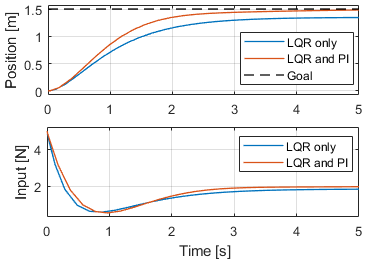 1.5
1
0.5
0
Position [m]
LQR only
LQR and PI
Goal
0 1 2 3 4 5
4
2
Input [N]
LQR only
LQR and PI
0 1 2 3 4 5
Time [s]